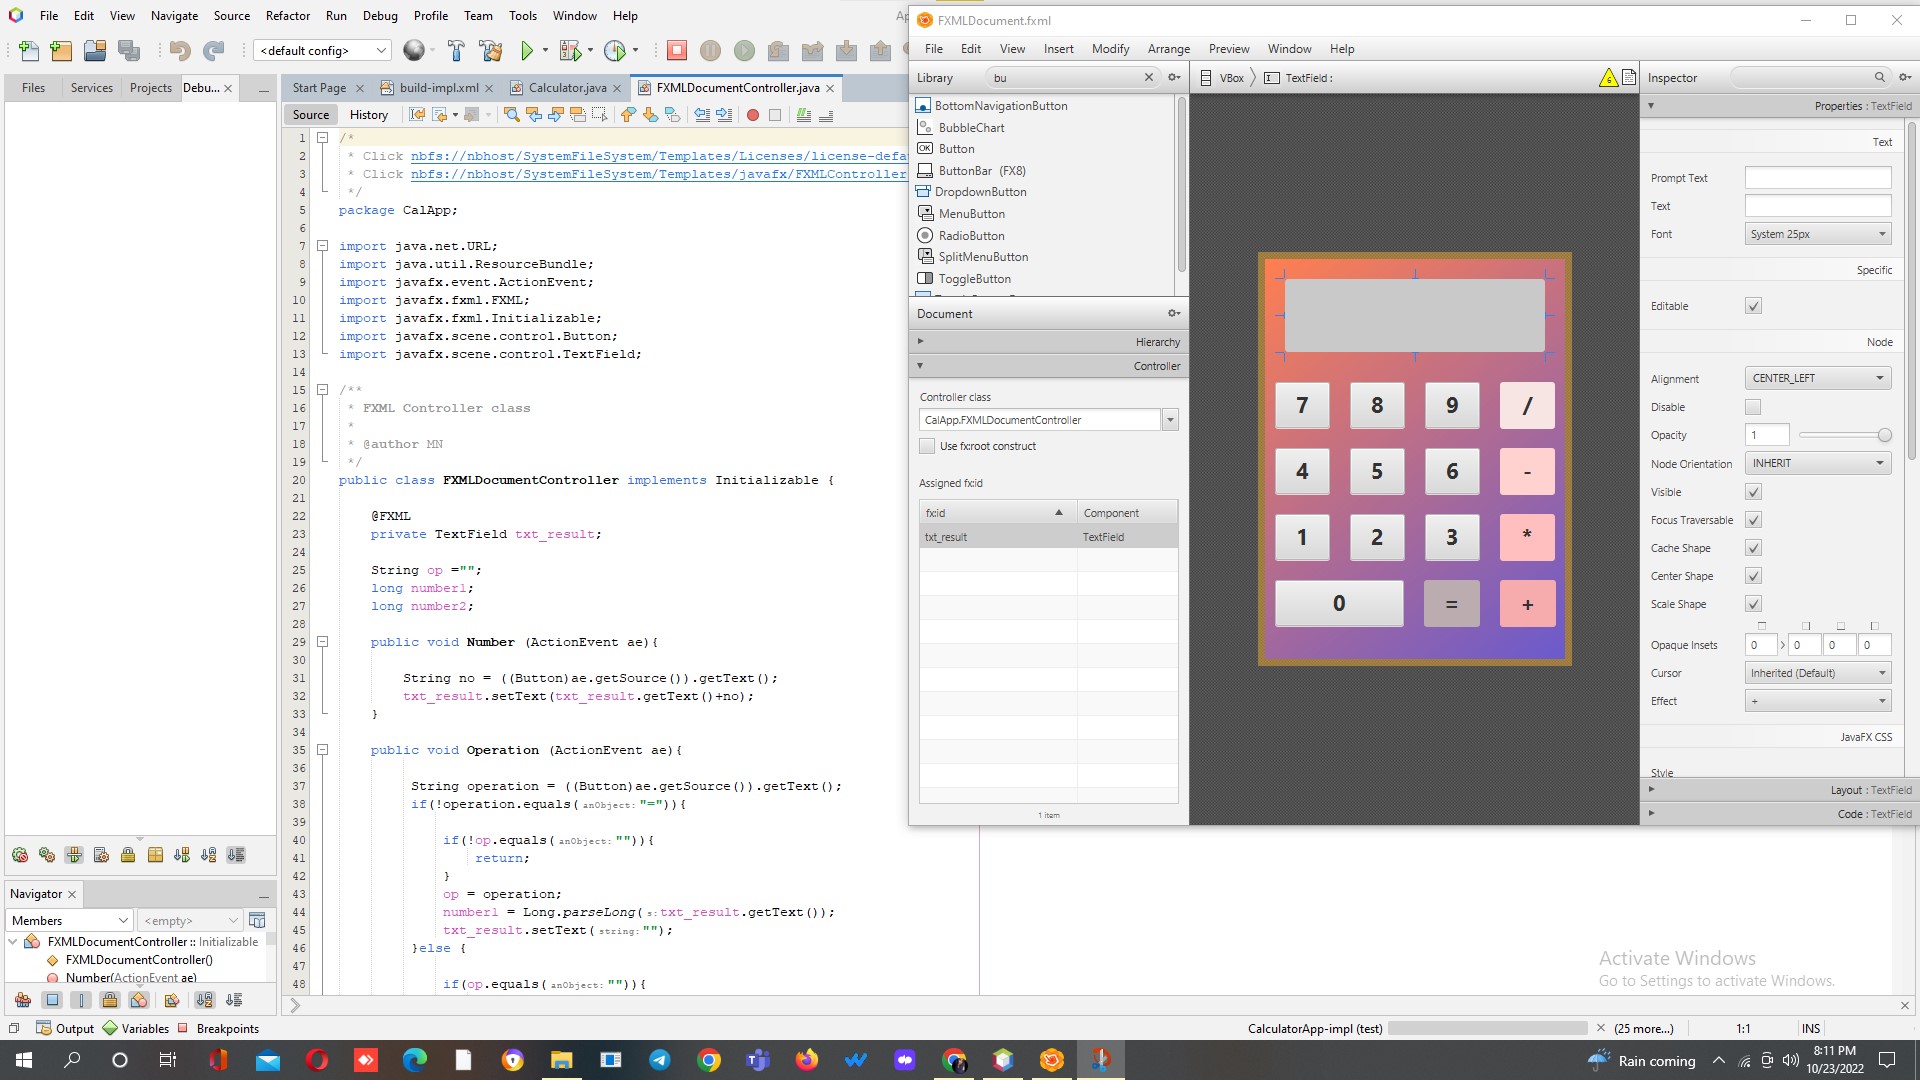 File Edit View Navigate Source Refactor Run Debug Profile Team Tools Window Help
<default config>
Files Services Projects Debu...
Start Page build-impl.xml Calculator.java FXMLDocumentController.java
Source History
1 /*
2 * Click nbfs://nbhost/SystemFileSystem/Templates/Licenses/license-defa
3 * Click nbfs://nbhost/SystemFileSystem/Templates/javafx/FXMLController
4 */
5 package CalApp;
6
7 import java.net.URL;
8 import java.util.ResourceBundle;
9 import javafx.event.ActionEvent;
10 import javafx.fxml.FXML;
11 import javafx.fxml.Initializable;
12 import javafx.scene.control.Button;
13 import javafx.scene.control.TextField;
14
15 /**
16 * FXML Controller class
17 *
18 * @author MN
19 */
20 public class FXMLDocumentController implements Initializable {
21
22 @FXML
23 private TextField txt_result;
24
25 String op ="";
26 long number1;
27 long number2;
28
29 public void Number (ActionEvent ae){
30
31 String no = ((Button)ae.getSource()).getText();
32 txt_result.setText(txt_result.getText()+no);
33 }
34
35 public void Operation (ActionEvent ae){
36
37 String operation = ((Button)ae.getSource()).getText();
38 if(!operation.equals( anObject: "=")){
39
40 if(!op.equals( anObject: "")){
41 return;
42 }
43 op = operation;
44 number1 = Long.parseLong( s: txt_result.getText());
45 txt_result.setText( string: "");
46 }else {
47
48 if(op.equals( anObject: "")){
Navigator
Members <empty>
FXMLDocumentController :: Initializable
FXMLDocumentController()
Number(ActionEvent ae)
Output Variables Breakpoints
CalculatorApp-impl (test) (25 more...) 1:1 INS
FXMLDocument.fxml
File Edit View Insert Modify Arrange Preview Window Help
Library bu
BottomNavigationButton
BubbleChart
OK Button
ButtonBar (FX8)
DropdownButton
MenuButton
RadioButton
SplitMenuButton
ToggleButton
Document
Hierarchy
Controller
Controller class
CalApp.FXMLDocumentController
Use fx:root construct
Assigned fx:id
fx:id Component
txt_result TextField
1 item
VBox TextField :
7 8 9 /
4 5 6 -
1 2 3 *
0 = +
Inspector
Properties : TextField
Text
Prompt Text
Text
Font System 25px
Specific
Editable
Node
Alignment CENTER_LEFT
Disable
Opacity 1
Node Orientation INHERIT
Visible
Focus Traversable
Cache Shape
Center Shape
Scale Shape
Opaque Insets 0 0 0 0
Cursor Inherited (Default)
Effect +
JavaFX CSS
Style
Layout : TextField
Code : TextField
Activate Windows
Go to Settings to activate Windows.
Rain coming
8:11 PM
10/23/2022